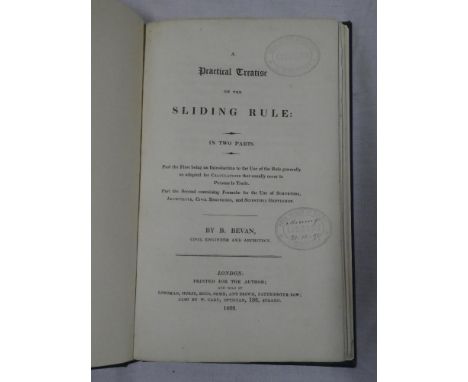 A
Practical Treatise
ON THE
SLIDING RULE:
IN TWO PARTS.
Part the First being an Introduction to the Use of the Rule generally
as adapted for CALCULATIONS that usually occur to
PERSONS in Trade.
Part the Second containing Formulæ for the Use of SURVEYORS,
ARCHITECTS, CIVIL ENGINEERS, and SCIENTIFIC GENTLEMEN.
BY B. BEVAN,
CIVIL ENGINEER AND ARCHITECT.
LONDON:
PRINTED FOR THE AUTHOR;
AND SOLD BY
LONGMAN, HURST, REES, ORME, AND BROWN, PATERNOSTER-ROW;
ALSO BY W. CARY, OPTICIAN, 182, STRAND.
1822.